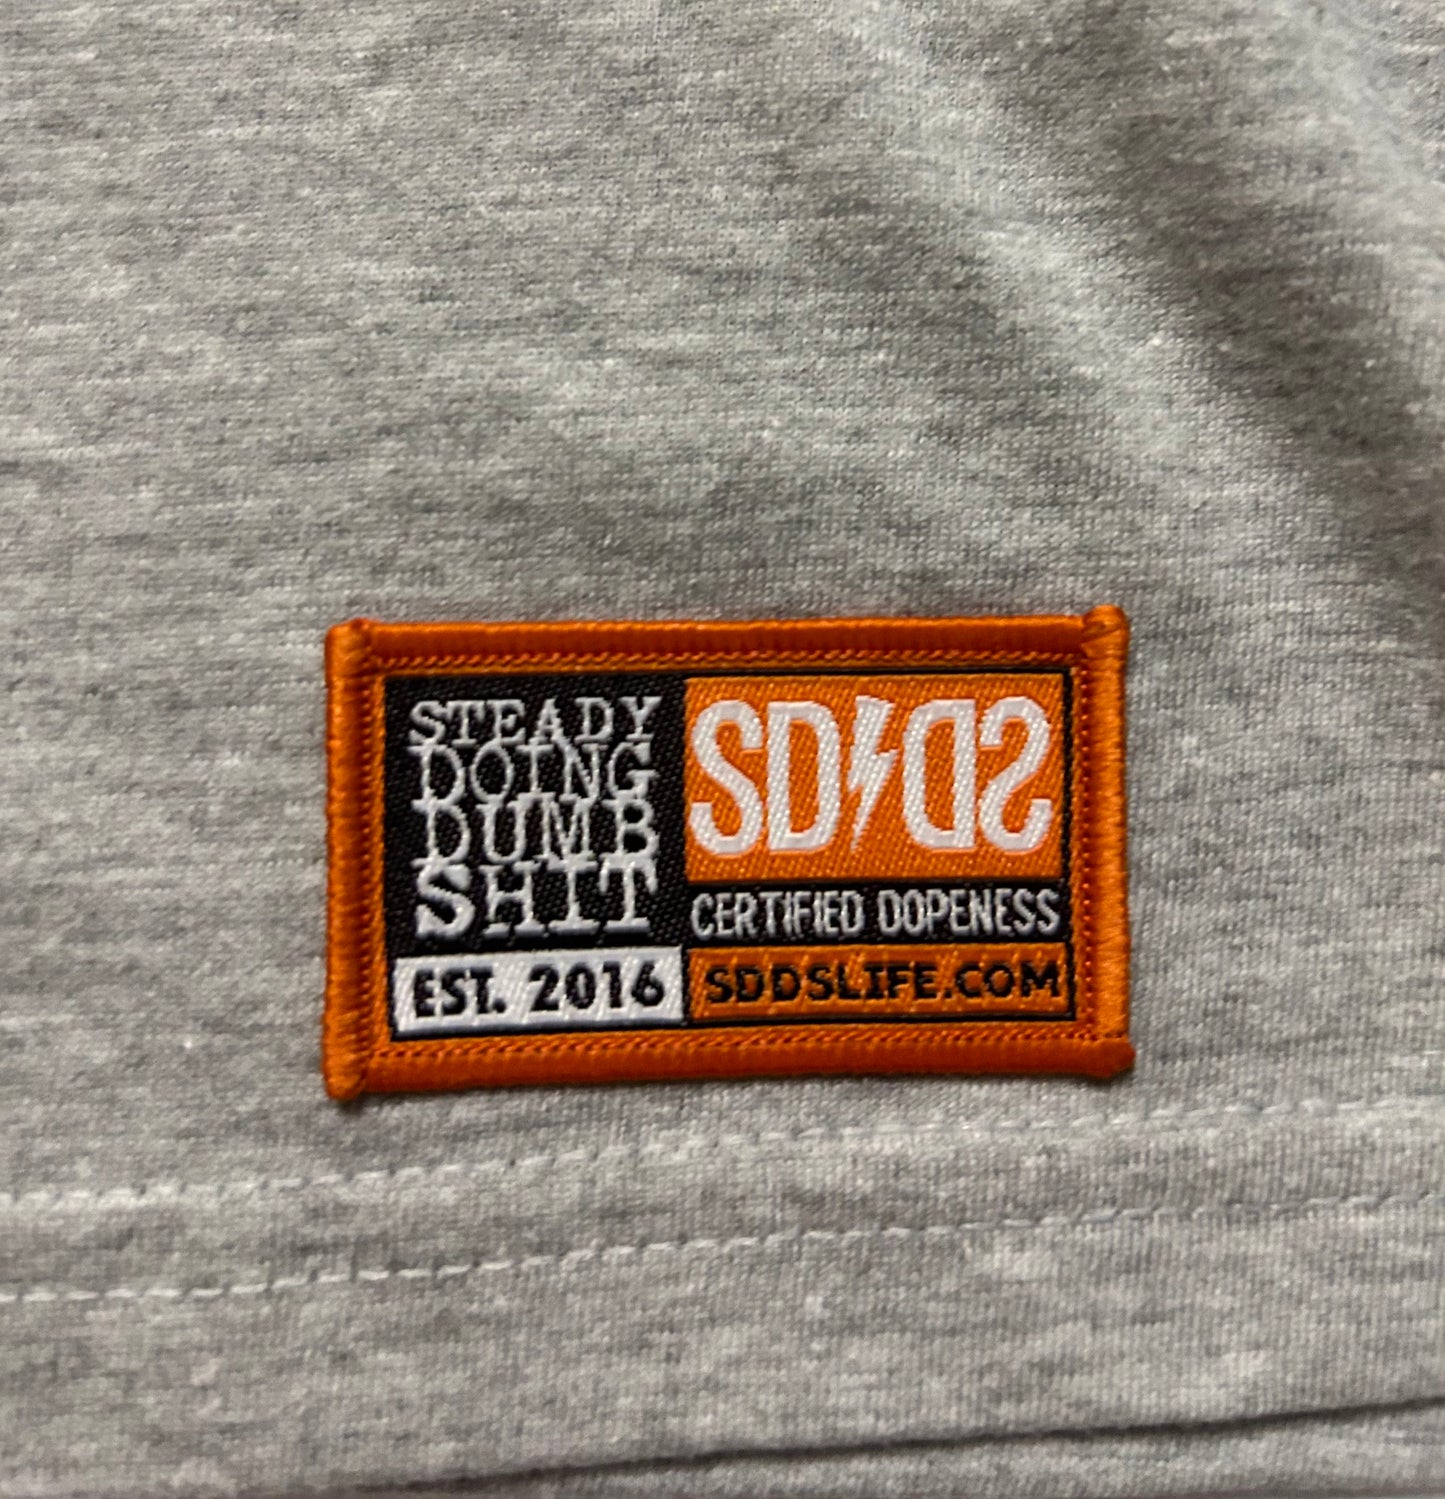 STEADY
DOING
DUMB
SHIT
EST. 2016
SD DS
CERTIFIED DOPENESS
SDDSLIFE.COM